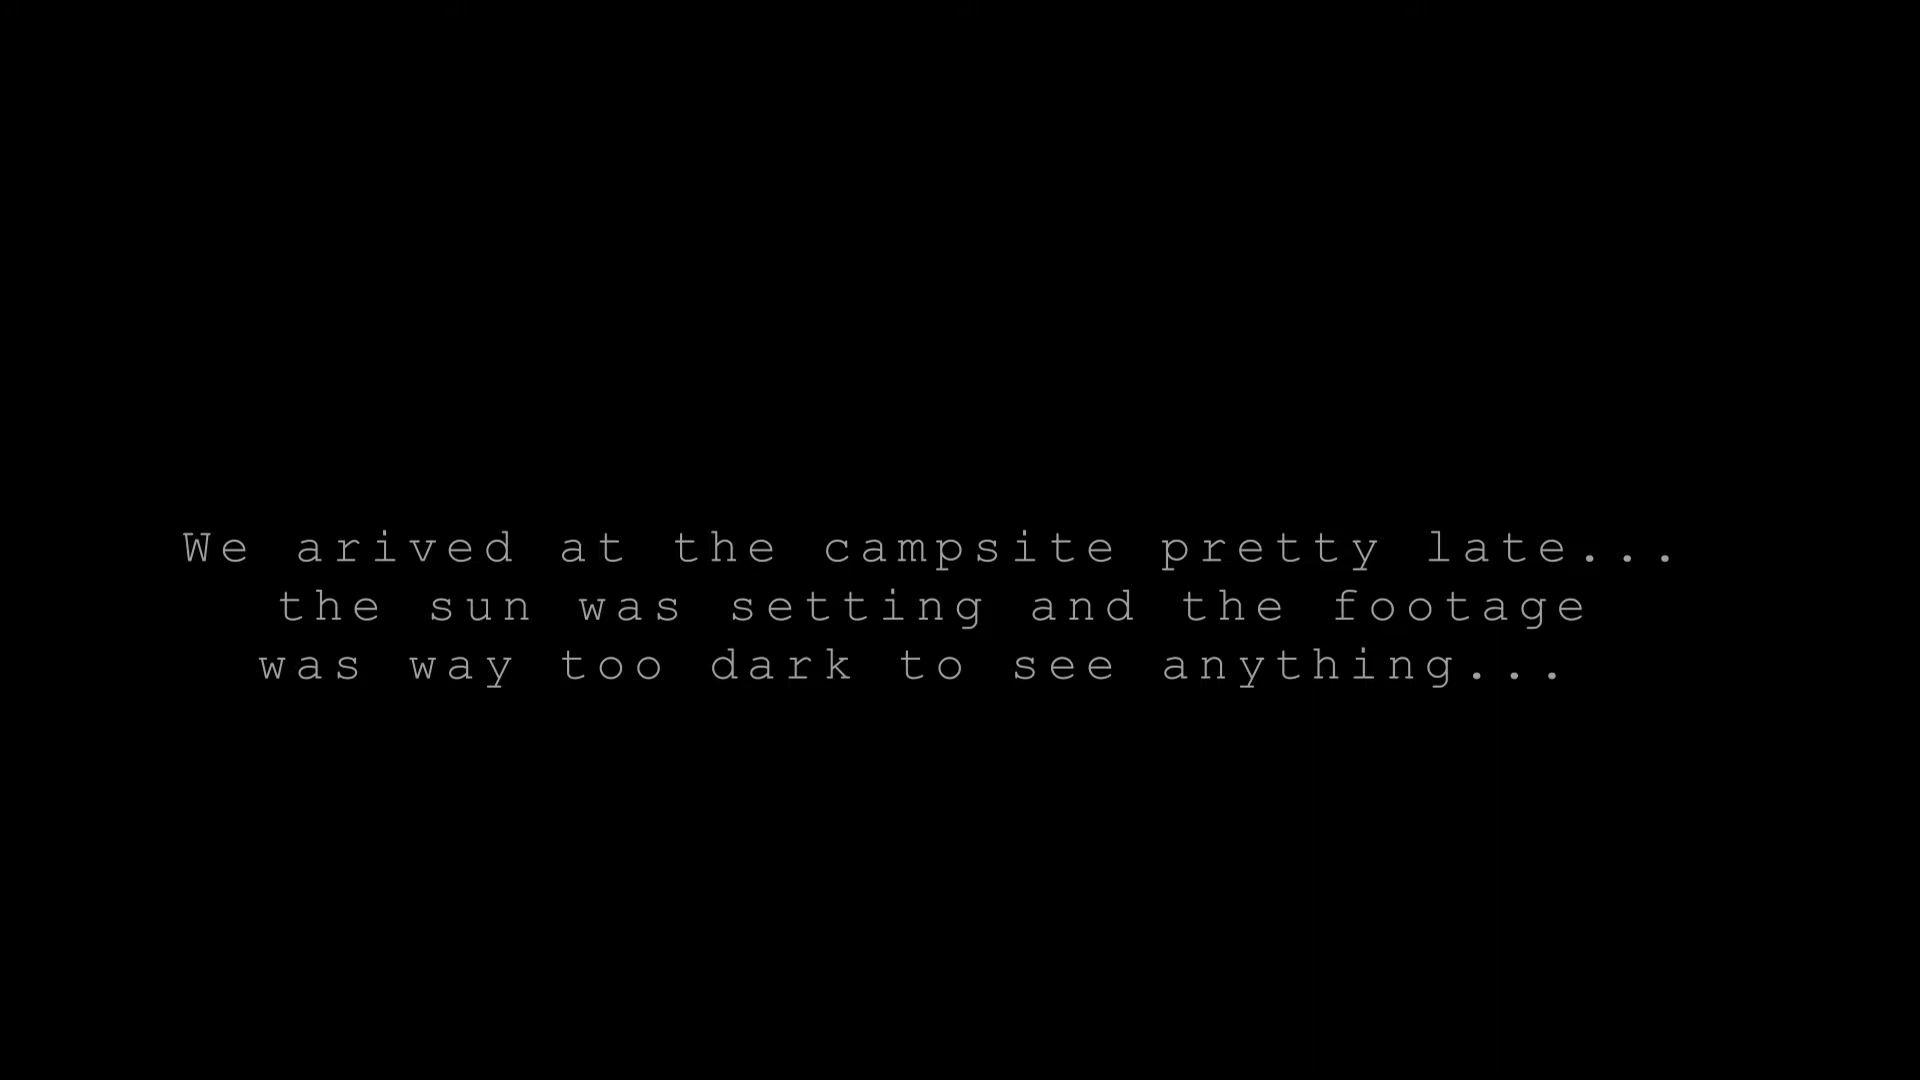 We arived at the campsite pretty late...
the sun was setting and the footage
was way too dark to see anything...